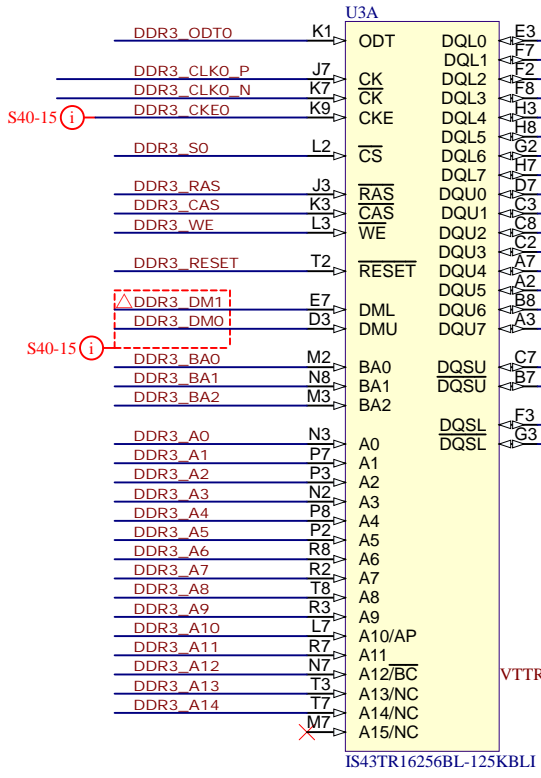 U3A
DDR3_ODT0 K1 ODT DQL0 E3
DQL1 F7
DDR3_CLK0_P J7 CK DQL2 F2
DDR3_CLK0_N K7 CK DQL3 F8
S40-15 i DDR3_CKE0 K9 CKE DQL4 H3
DQL5 H8
DDR3_S0 L2 CS DQL6 G2
DQL7 H7
DDR3_RAS J3 RAS DQU0 D7
DDR3_CAS K3 CAS DQU1 C3
DDR3_WE L3 WE DQU2 C8
DQU3 C2
DDR3_RESET T2 RESET DQU4 A7
DQU5 A2
DDR3_DM1 E7 DML DQU6 B8
DDR3_DM0 D3 DMU DQU7 A3
S40-15 i
DDR3_BA0 M2 BA0 DQSU C7
DDR3_BA1 N8 BA1 DQSU B7
DDR3_BA2 M3 BA2
DQSL F3
DDR3_A0 N3 A0 DQSL G3
DDR3_A1 P7 A1
DDR3_A2 P3 A2
DDR3_A3 N2 A3
DDR3_A4 P8 A4
DDR3_A5 P2 A5
DDR3_A6 R8 A6
DDR3_A7 R2 A7
DDR3_A8 T8 A8
DDR3_A9 R3 A9
DDR3_A10 L7 A10/AP
DDR3_A11 R7 A11
DDR3_A12 N7 A12/BC VTTR
DDR3_A13 T3 A13/NC
DDR3_A14 T7 A14/NC
M7 A15/NC
IS43TR16256BL-125KBLI